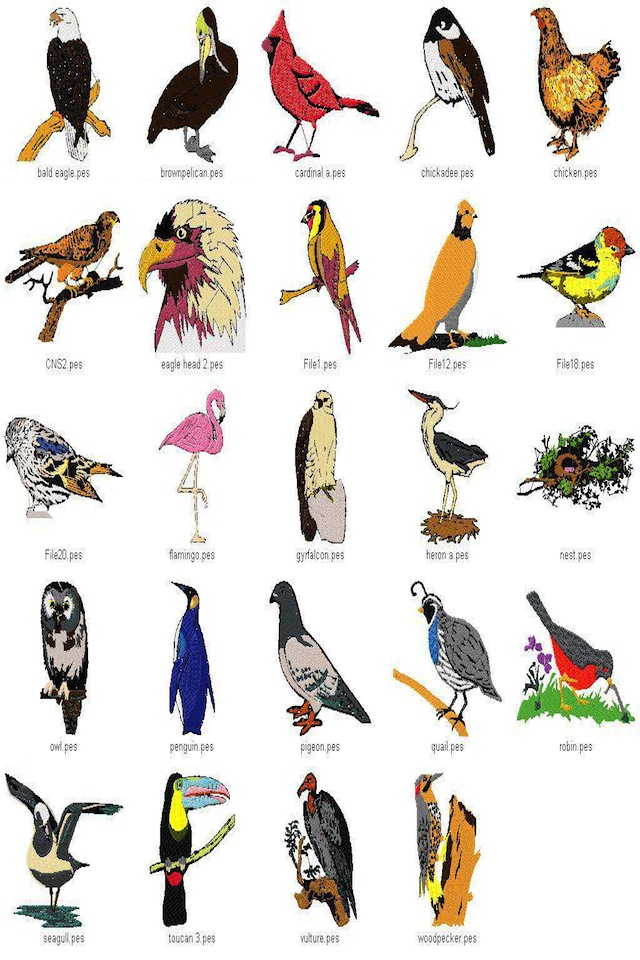 bald eagle.pes
brownpelican.pes
cardinal a.pes
chickadee.pes
chicken.pes
CNS2.pes
eagle head 2.pes
File1.pes
File12.pes
File18.pes
File20.pes
flamingo.pes
gyrfalcon.pes
heron a.pes
nest.pes
owl.pes
penguin.pes
pigeon.pes
quail.pes
robin.pes
seagull.pes
toucan 3.pes
vulture.pes
woodpecker.pes